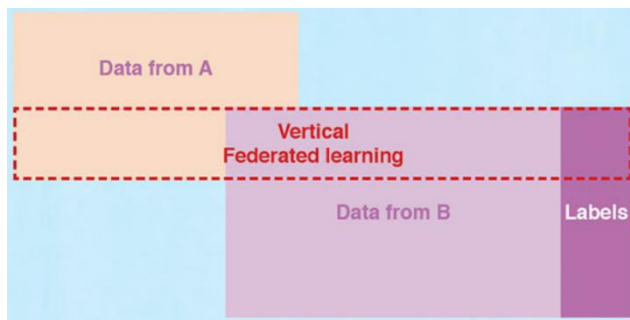 Data from A
Vertical
Federated learning
Data from B
Labels